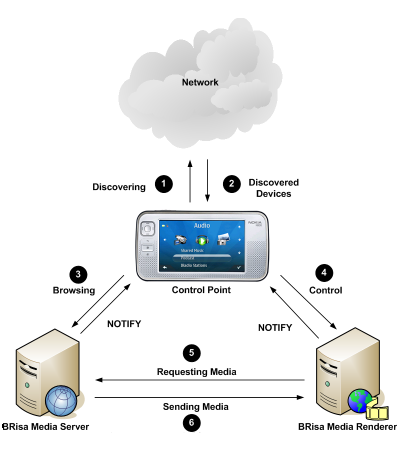 Network
1
2
Discovering
Discovered
Devices
Audio
NOKIA
3
4
Browsing
Control Point
Control
NOTIFY
NOTIFY
5
Requesting Media
Sending Media
6
BRisa Media Server
BRisa Media Renderer